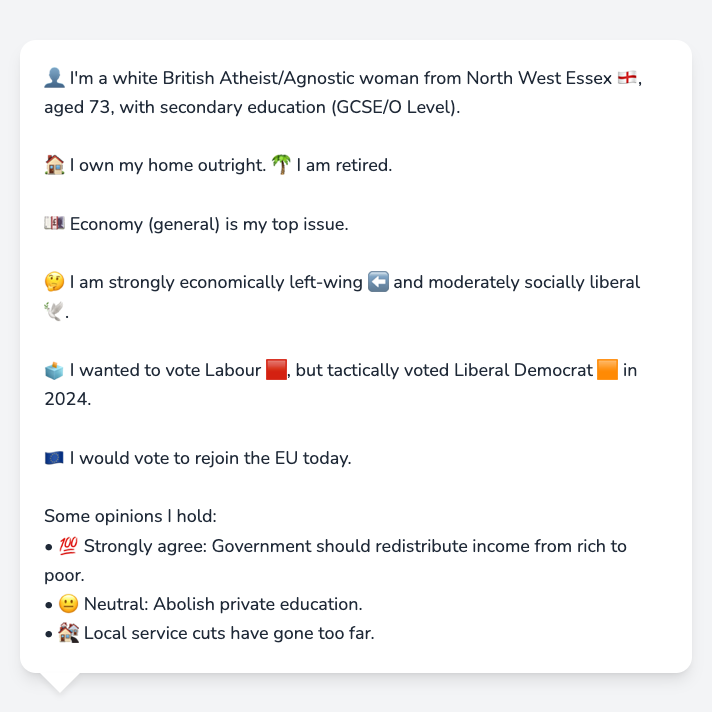 👤 I'm a white British Atheist/Agnostic woman from North West Essex 🏴󠁧󠁢󠁥󠁮󠁧󠁿,
aged 73, with secondary education (GCSE/O Level).
🏠 I own my home outright. 🌴 I am retired.
💷 Economy (general) is my top issue.
🤔 I am strongly economically left-wing ⬅️ and moderately socially liberal
🕊️.
🗳️ I wanted to vote Labour 🟥, but tactically voted Liberal Democrat 🟧 in
2024.
🇪🇺 I would vote to rejoin the EU today.
Some opinions I hold:
• 💯 Strongly agree: Government should redistribute income from rich to
poor.
• 😐 Neutral: Abolish private education.
• 🏚️ Local service cuts have gone too far.